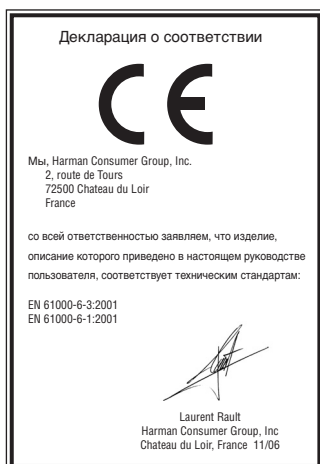 Декларация о соответствии
CE
Мы, Harman Consumer Group, Inc.
2, route de Tours
72500 Chateau du Loir
France
со всей ответственностью заявляем, что изделие,
описание которого приведено в настоящем руководстве
пользователя, соответствует техническим стандартам:
EN 61000-6-3:2001
EN 61000-6-1:2001
Laurent Rault
Harman Consumer Group, Inc
Chateau du Loir, France 11/06